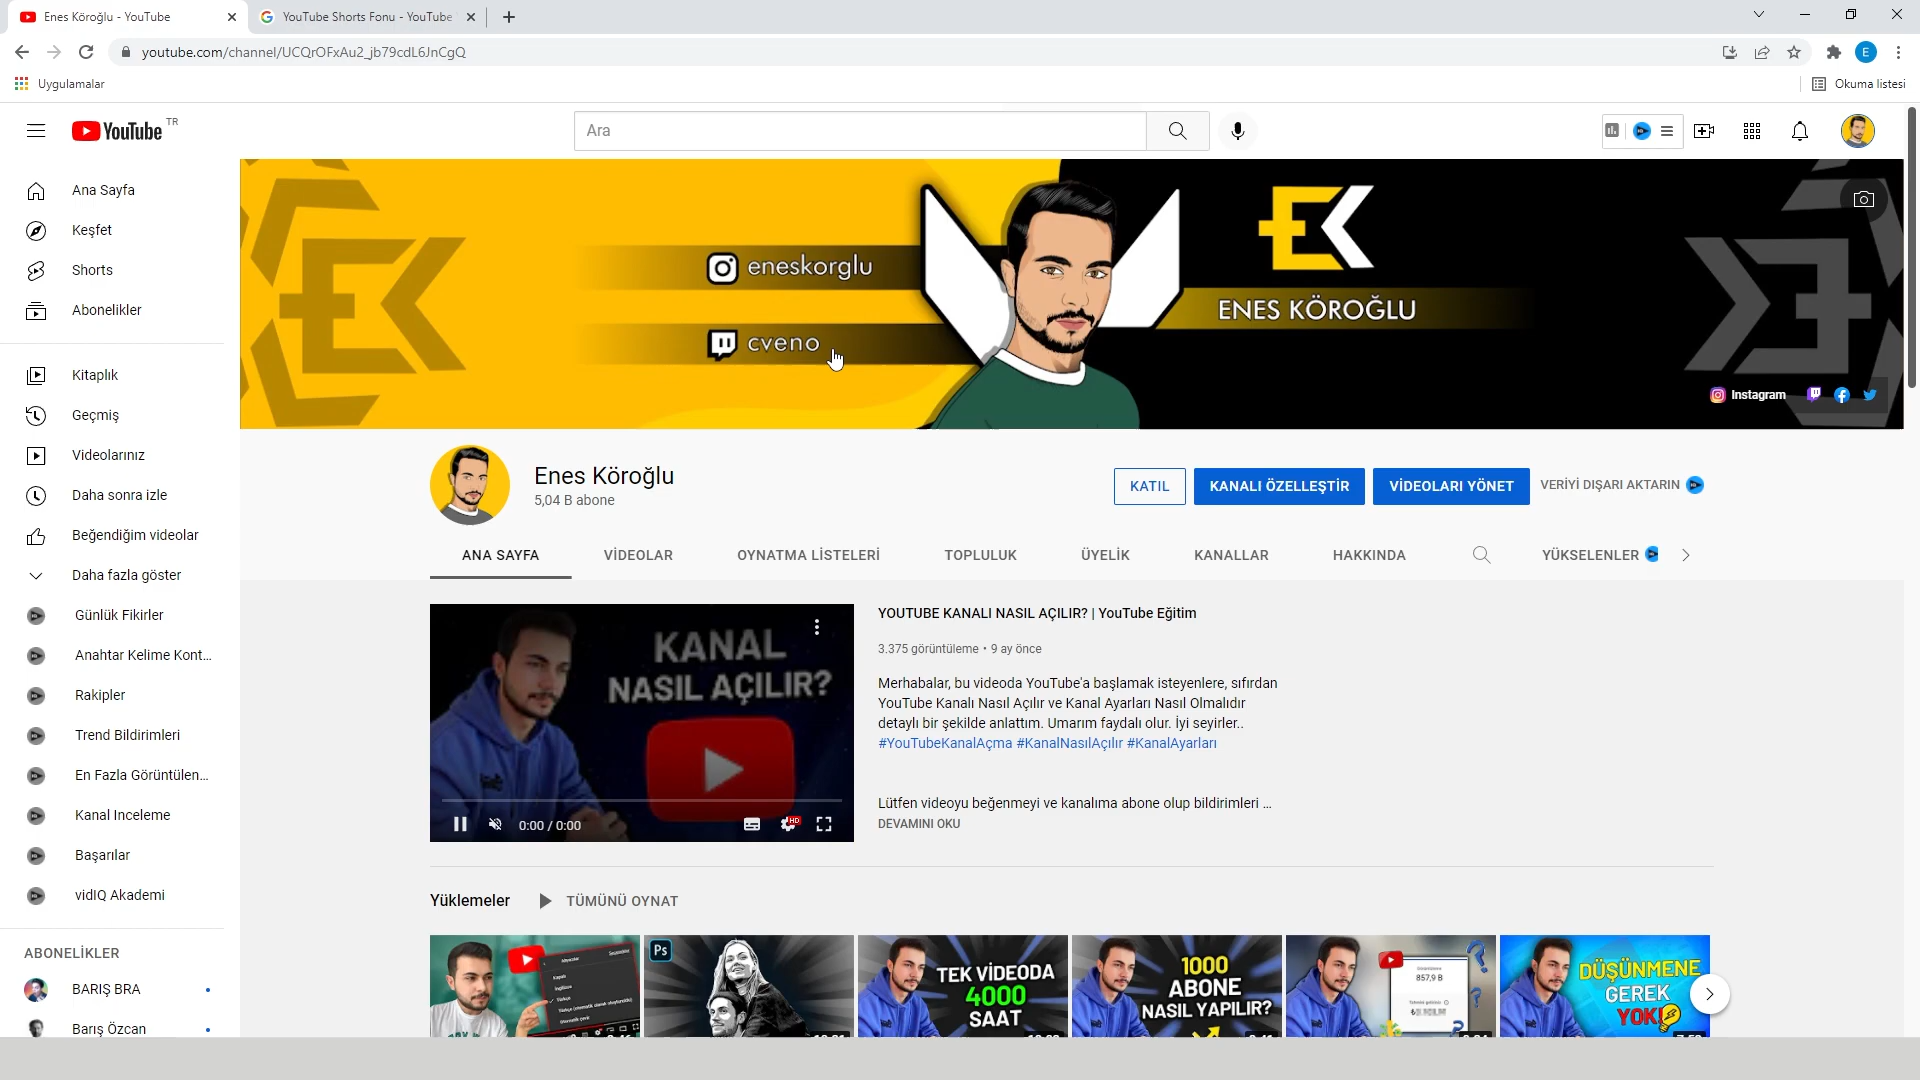 Enes Köroğlu - YouTube
YouTube Shorts Fonu - YouTube
youtube.com/channel/UCQrOFxAu2_jb79cdL6JnCgQ
E
Uygulamalar
Okuma listesi
YouTube TR
Ara
Ana Sayfa
Keşfet
Shorts
Abonelikler
Kitaplık
Geçmiş
Videolarınız
Daha sonra izle
Beğendiğim videolar
Daha fazla göster
Günlük Fikirler
Anahtar Kelime Kont...
Rakipler
Trend Bildirimleri
En Fazla Görüntülen...
Kanal Inceleme
Başarılar
vidIQ Akademi
ABONELİKLER
BARIŞ BRA
Barış Özcan
EK
eneskorglu
cveno
EK
ENES KÖROĞLU
Instagram
Enes Köroğlu
5,04 B abone
KATIL
KANALI ÖZELLEŞTİR
VİDEOLARI YÖNET
VERİYİ DIŞARI AKTARIN
ANA SAYFA
VİDEOLAR
OYNATMA LİSTELERİ
TOPLULUK
ÜYELİK
KANALLAR
HAKKINDA
YÜKSELENLER
KANAL
NASIL AÇILIR?
0:00 / 0:00
HD
YOUTUBE KANALI NASIL AÇILIR? | YouTube Eğitim
3.375 görüntüleme • 9 ay önce
Merhabalar, bu videoda YouTube'a başlamak isteyenlere, sıfırdan
YouTube Kanalı Nasıl Açılır ve Kanal Ayarları Nasıl Olmalıdır
detaylı bir şekilde anlattım. Umarım faydalı olur. İyi seyirler..
#YouTubeKanalAçma #KanalNasılAçılır #KanalAyarları
Lütfen videoyu beğenmeyi ve kanalıma abone olup bildirimleri ...
DEVAMINI OKU
Yüklemeler
TÜMÜNÜ OYNAT
Ps
TEK VİDEODA
4000
SAAT
1000
ABONE
NASIL YAPILIR?
857,9 B
DÜŞÜNMENE
GEREK
YOK!